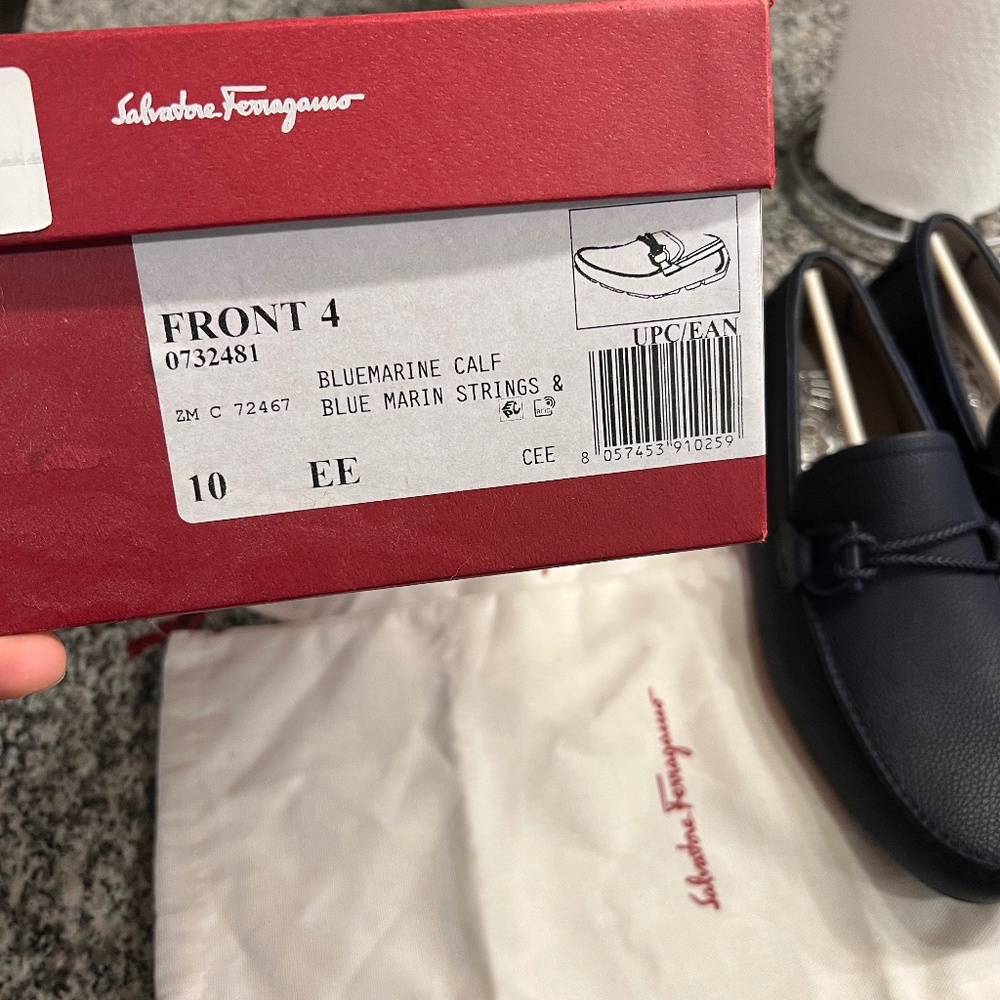 Salvatore Ferragamo
FRONT 4
0732481
UPC/EAN
BLUEMARINE CALF
ZM C 72467
BLUE MARIN STRINGS &
RFID
10
EE
CEE
8 057453 910259
Salvatore Ferragamo